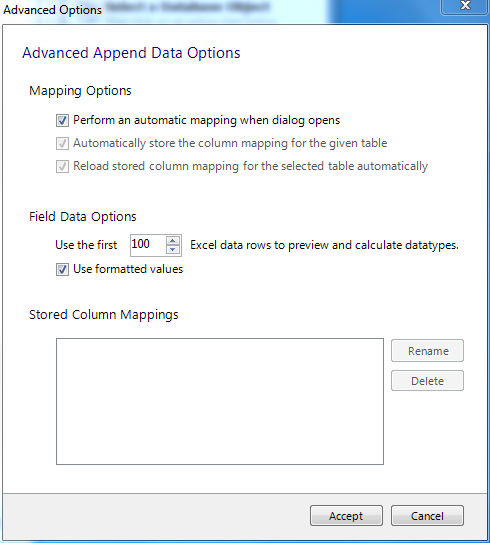 Select a Database Object
Advanced Options
Advanced Append Data Options
Mapping Options
Perform an automatic mapping when dialog opens
Automatically store the column mapping for the given table
Reload stored column mapping for the selected table automatically
Field Data Options
Use the first 100 Excel data rows to preview and calculate datatypes.
Use formatted values
Stored Column Mappings
Rename
Delete
Accept Cancel